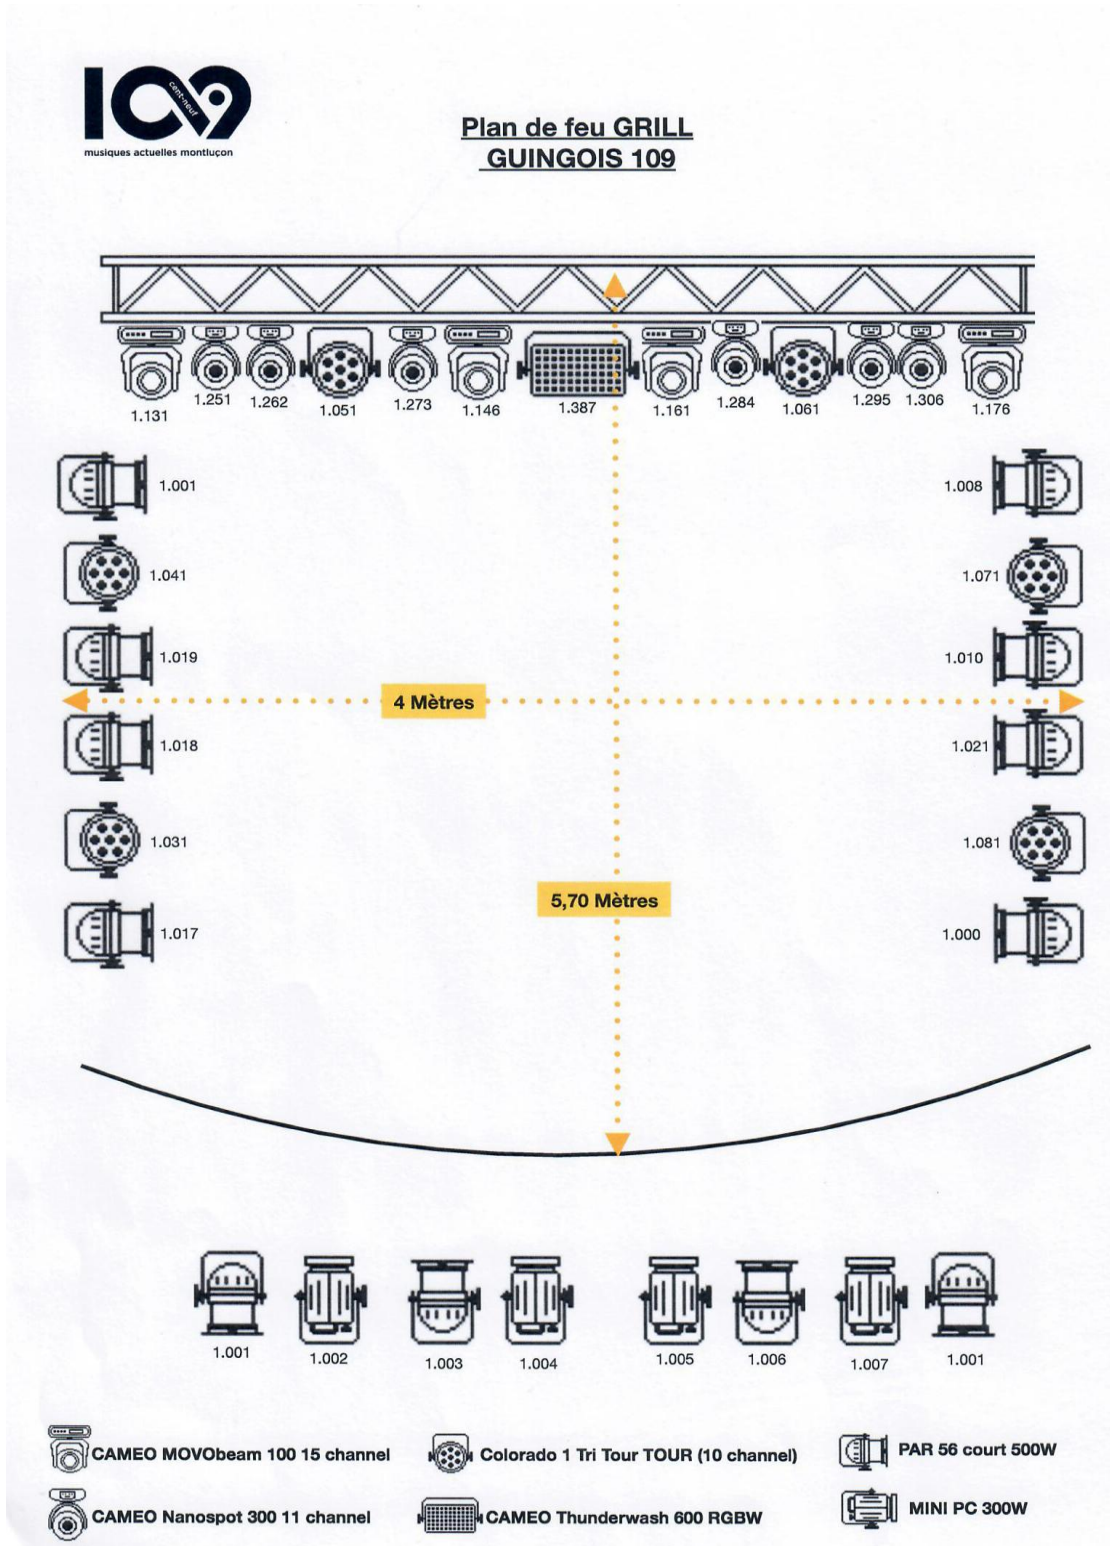 109
cent-neuf
musiques actuelles montluçon
Plan de feu GRILL
GUINGOIS 109
1.131
1.251
1.262
1.051
1.273
1.146
1.387
1.161
1.284
1.061
1.295
1.306
1.176
1.001
1.008
1.041
1.071
1.019
1.010
4 Mètres
1.018
1.021
1.031
1.081
5,70 Mètres
1.017
1.000
1.001
1.002
1.003
1.004
1.005
1.006
1.007
1.001
CAMEO MOVObeam 100 15 channel
Colorado 1 Tri Tour TOUR (10 channel)
PAR 56 court 500W
CAMEO Nanospot 300 11 channel
CAMEO Thunderwash 600 RGBW
MINI PC 300W